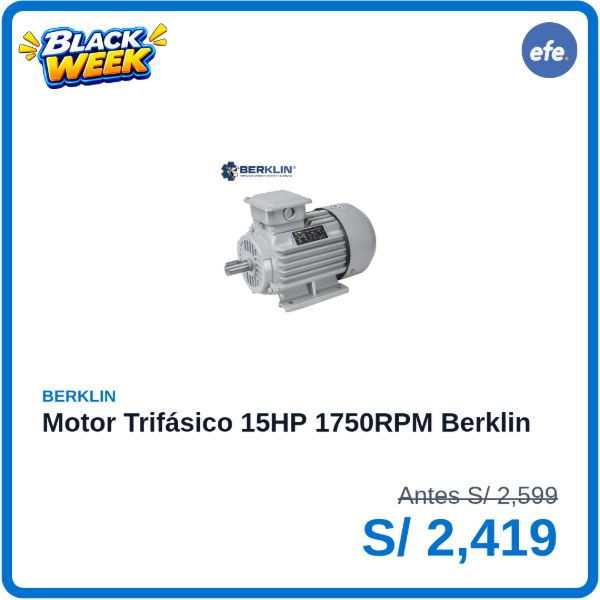 BLACK
WEEK
efe.
BERKLIN®
BERKLIN
Motor Trifásico 15HP 1750RPM Berklin
Antes S/ 2,599
S/ 2,419